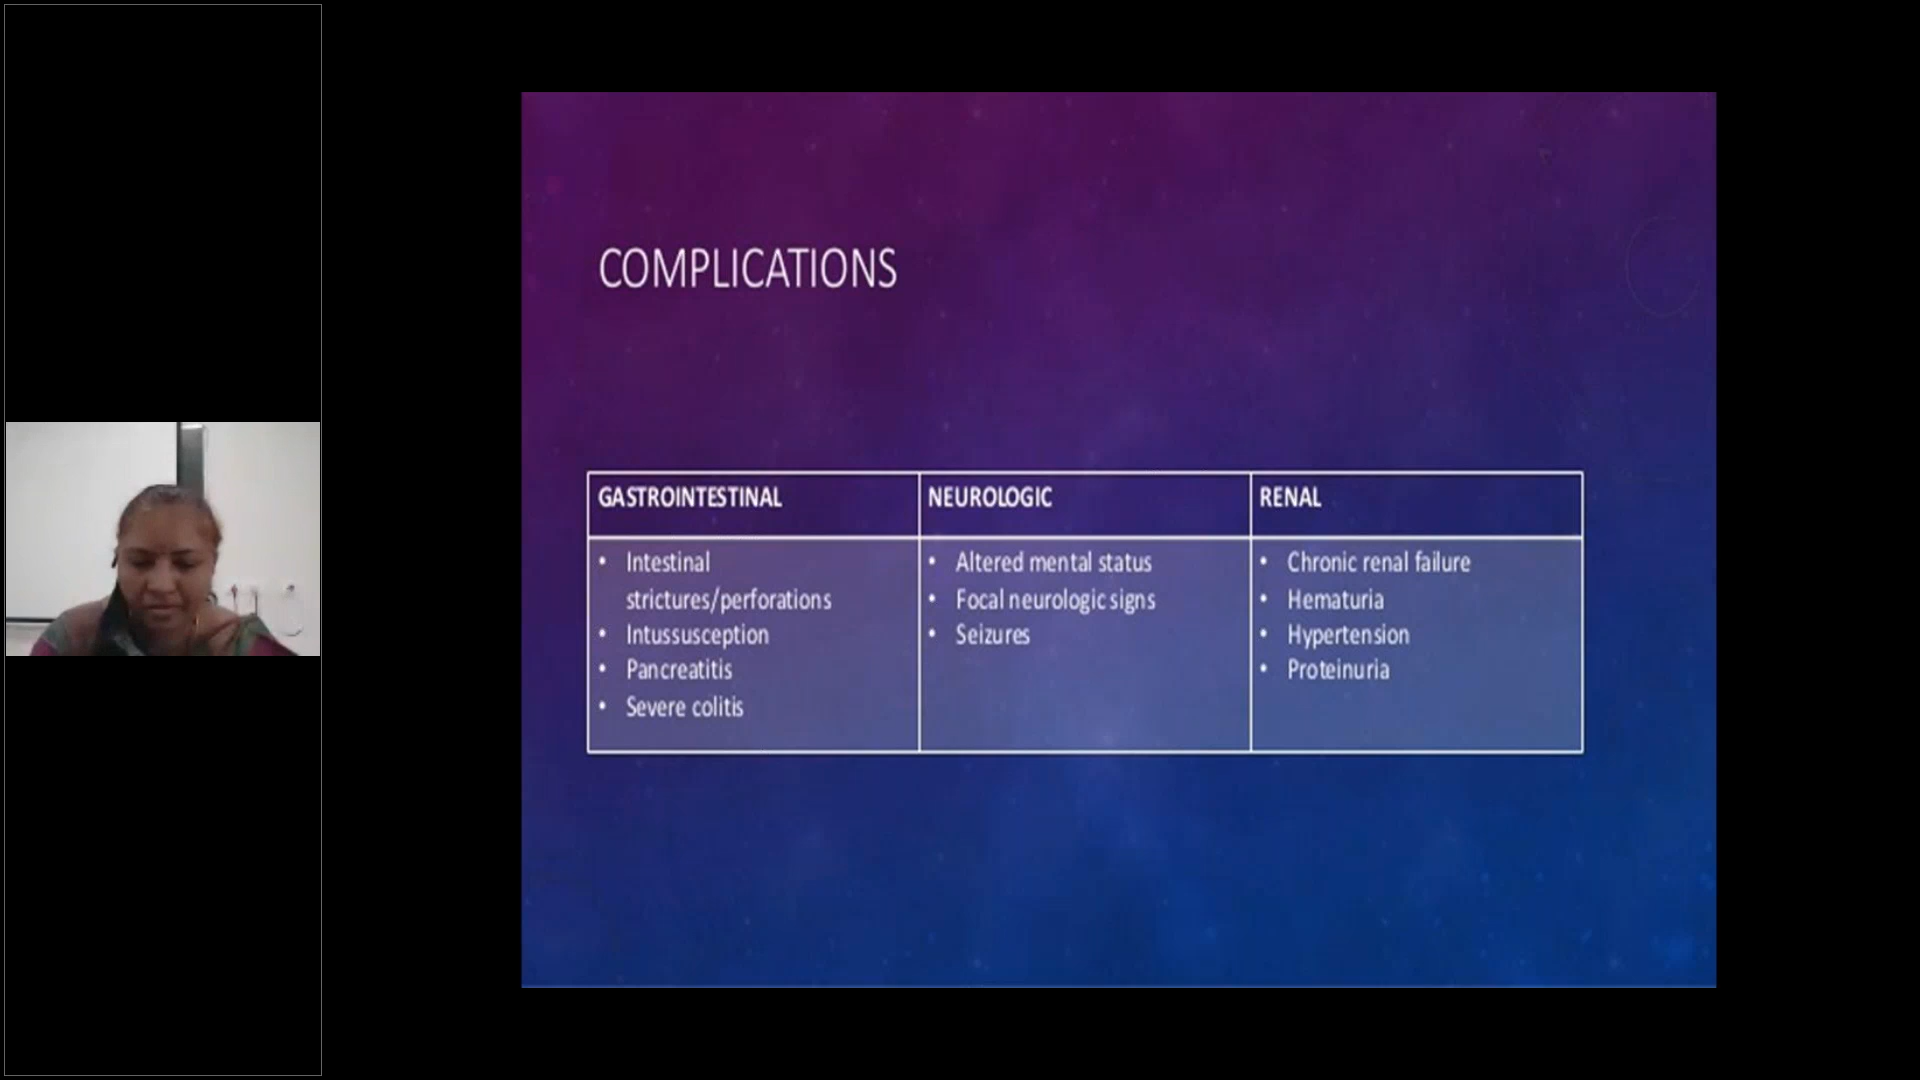 COMPLICATIONS
GASTROINTESTINAL
• Intestinal
strictures/perforations
• Intussusception
• Pancreatitis
• Severe colitis
NEUROLOGIC
• Altered mental status
• Focal neurologic signs
• Seizures
RENAL
• Chronic renal failure
• Hematuria
• Hypertension
• Proteinuria